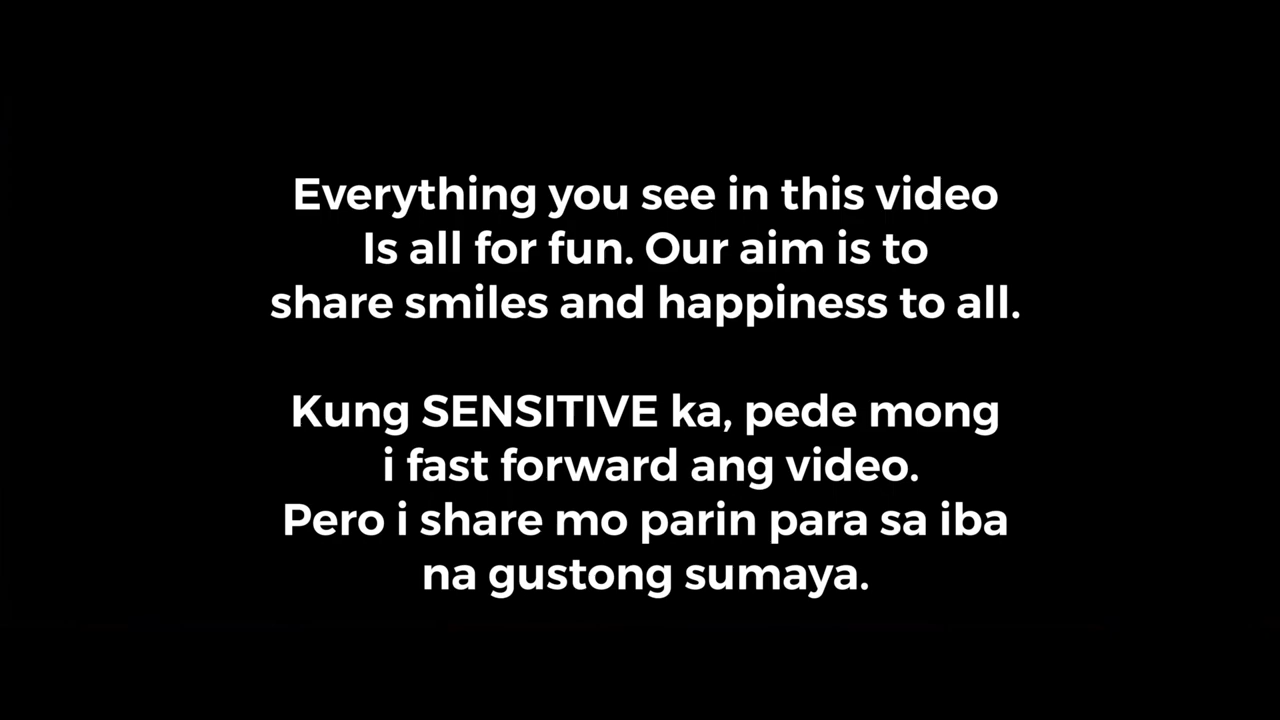 Everything you see in this video
Is all for fun. Our aim is to
share smiles and happiness to all.
Kung SENSITIVE ka, pede mong
i fast forward ang video.
Pero i share mo parin para sa iba
na gustong sumaya.